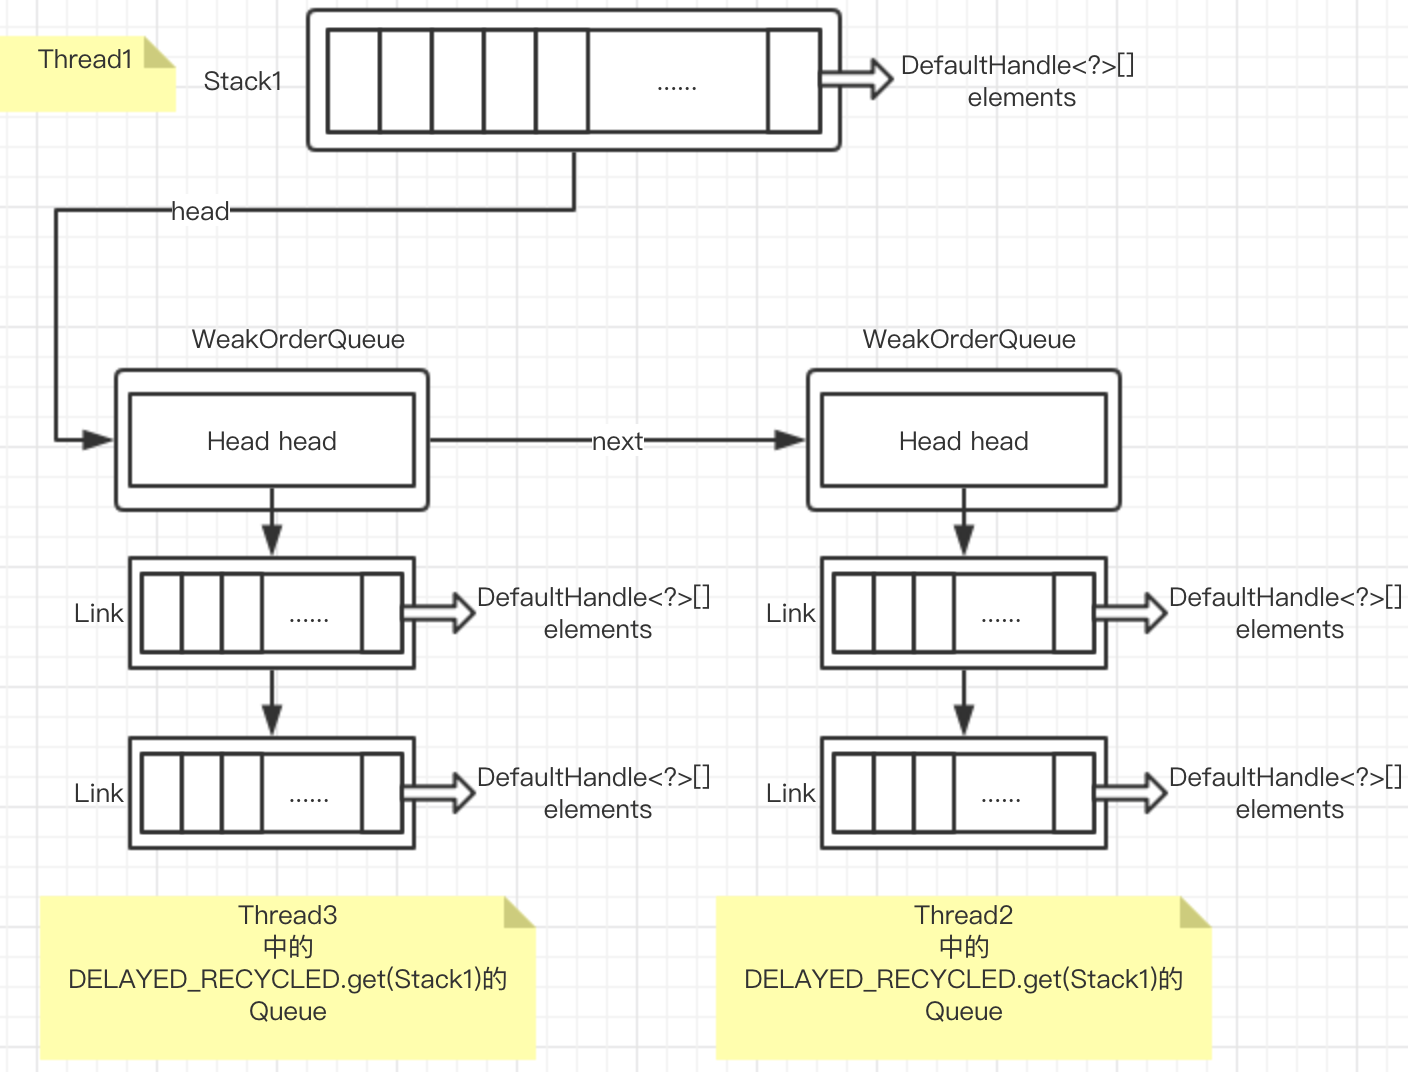 Thread1
Stack1
......
DefaultHandle<?>[]
elements
head
WeakOrderQueue
WeakOrderQueue
Head head
next
Head head
Link
......
DefaultHandle<?>[]
elements
Link
......
DefaultHandle<?>[]
elements
Link
......
DefaultHandle<?>[]
elements
Link
......
DefaultHandle<?>[]
elements
Thread3
中的
DELAYED_RECYCLED.get(Stack1)的
Queue
Thread2
中的
DELAYED_RECYCLED.get(Stack1)的
Queue